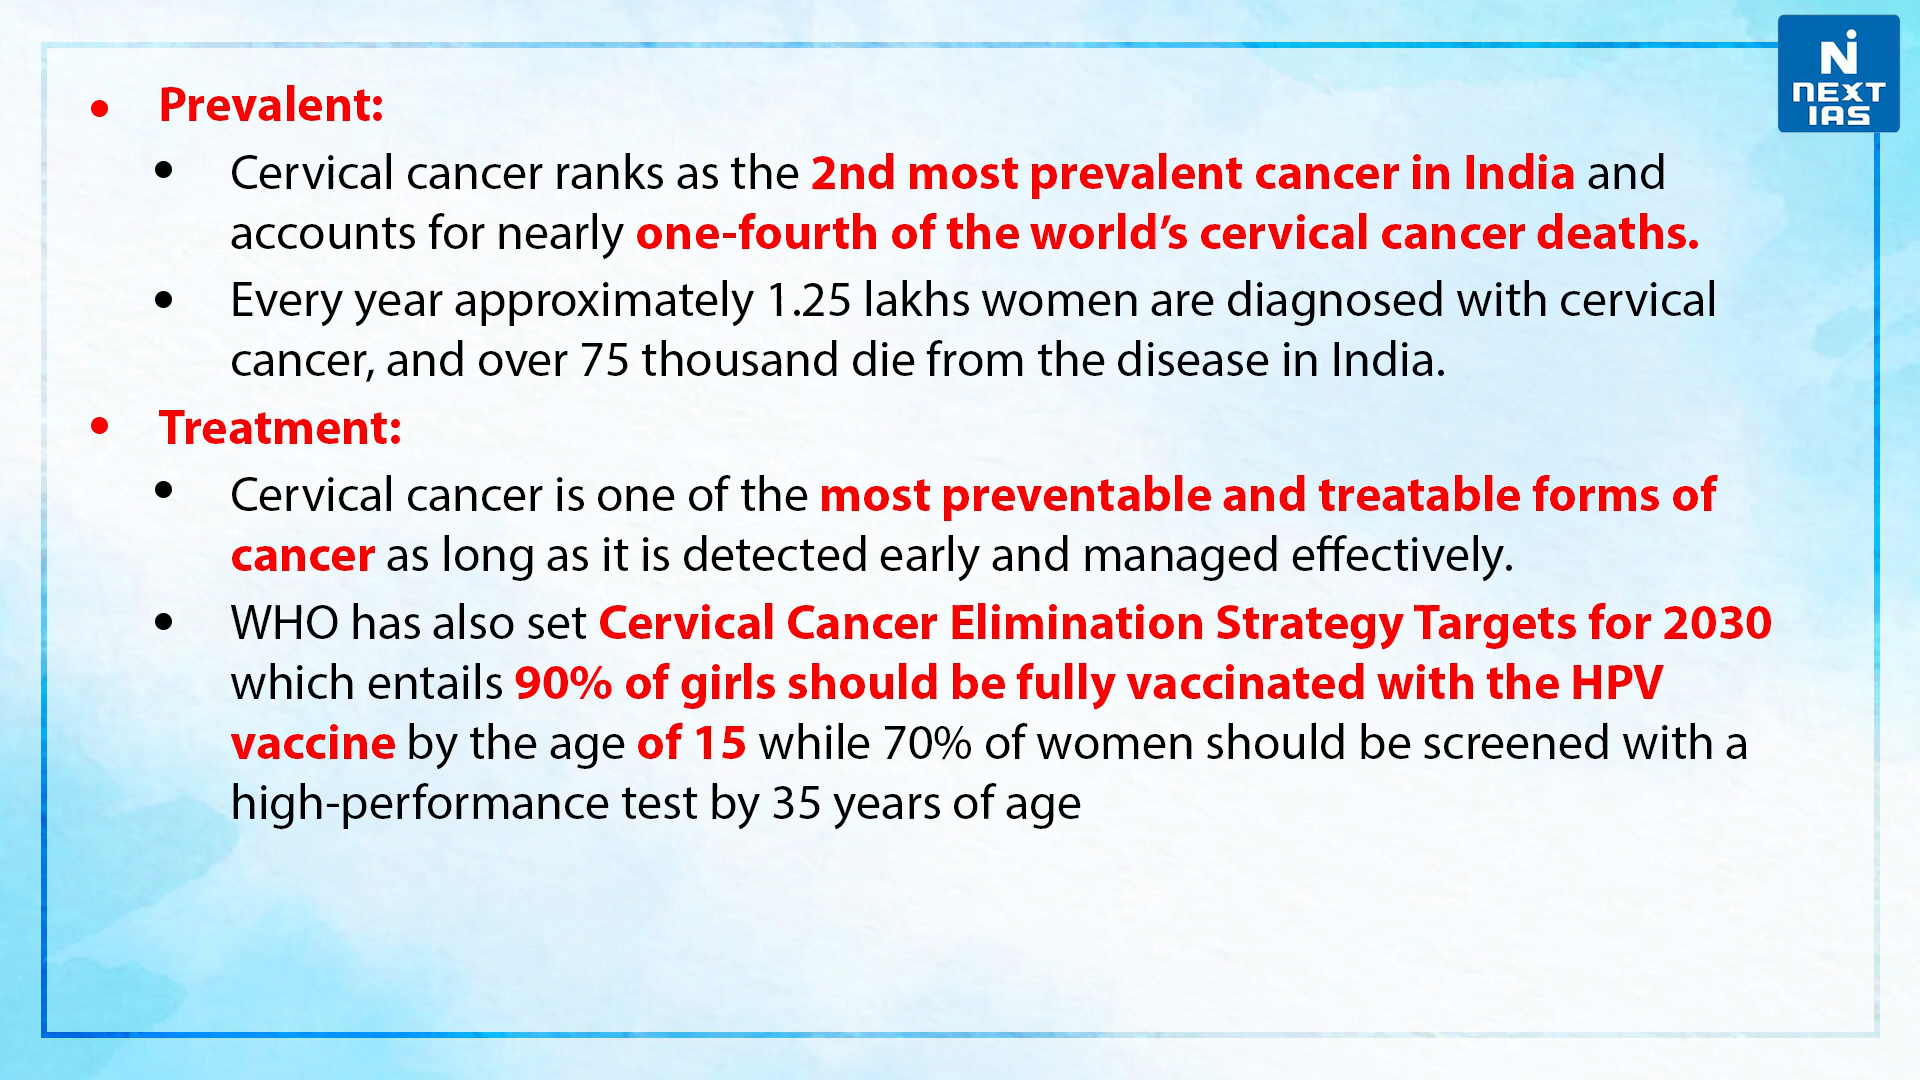 NEXT
IAS
• Prevalent:
• Cervical cancer ranks as the 2nd most prevalent cancer in India and
accounts for nearly one-fourth of the world’s cervical cancer deaths.
• Every year approximately 1.25 lakhs women are diagnosed with cervical
cancer, and over 75 thousand die from the disease in India.
• Treatment:
• Cervical cancer is one of the most preventable and treatable forms of
cancer as long as it is detected early and managed effectively.
• WHO has also set Cervical Cancer Elimination Strategy Targets for 2030
which entails 90% of girls should be fully vaccinated with the HPV
vaccine by the age of 15 while 70% of women should be screened with a
high-performance test by 35 years of age